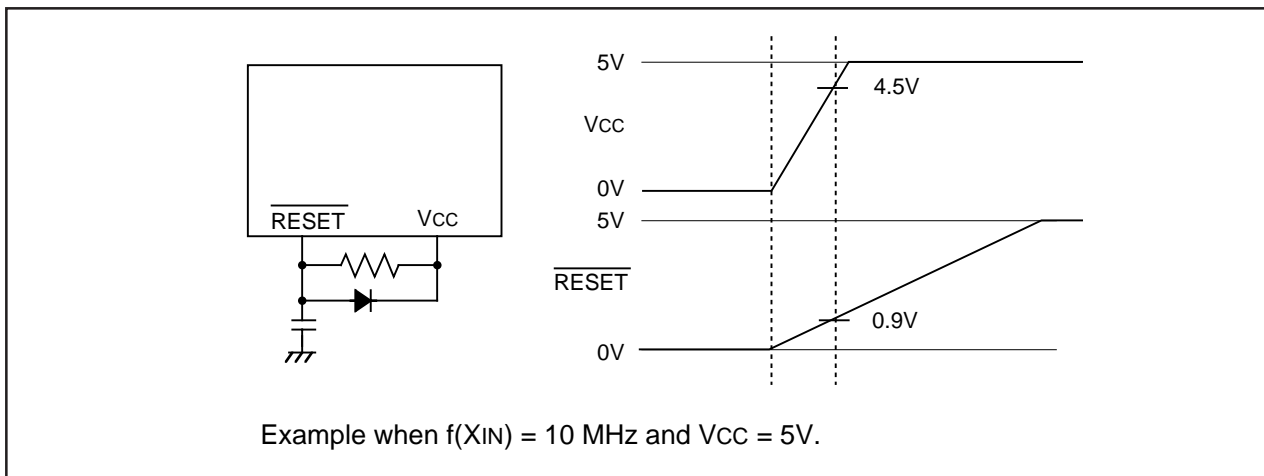 RESET
VCC
5V
4.5V
VCC
0V
5V
RESET
0.9V
0V
Example when f(XIN) = 10 MHz and VCC = 5V.